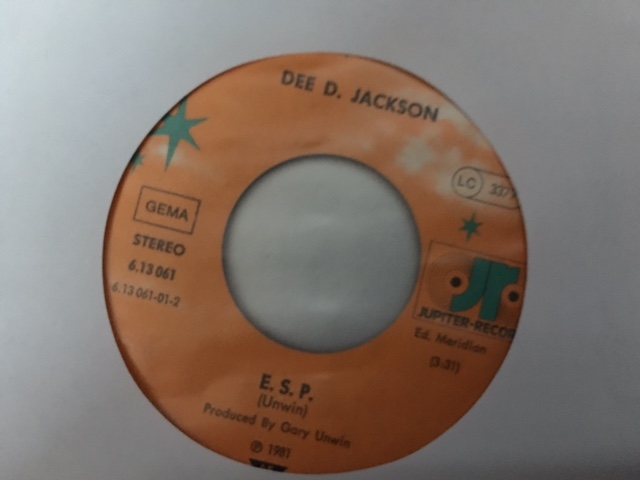 DEE D. JACKSON
LC
GEMA
STEREO
6.13 061
6.13 061-01-2
JUPITER-RECOR
Ed. Meridian
(3:31)
E. S. P.
(Unwin)
Produced By Gary Unwin
℗ 1981